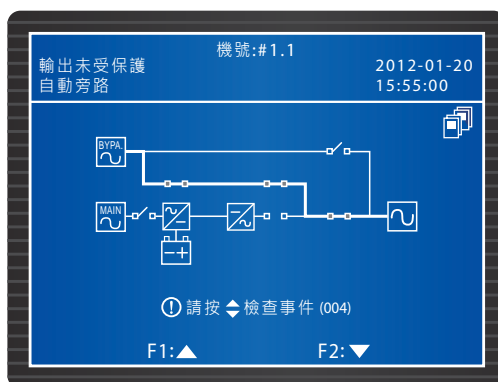 機號:#1.1
輸出未受保護
自動旁路
2012-01-20
15:55:00
BYPA.
MAIN
請按 檢查事件 (004)
F1:
F2: